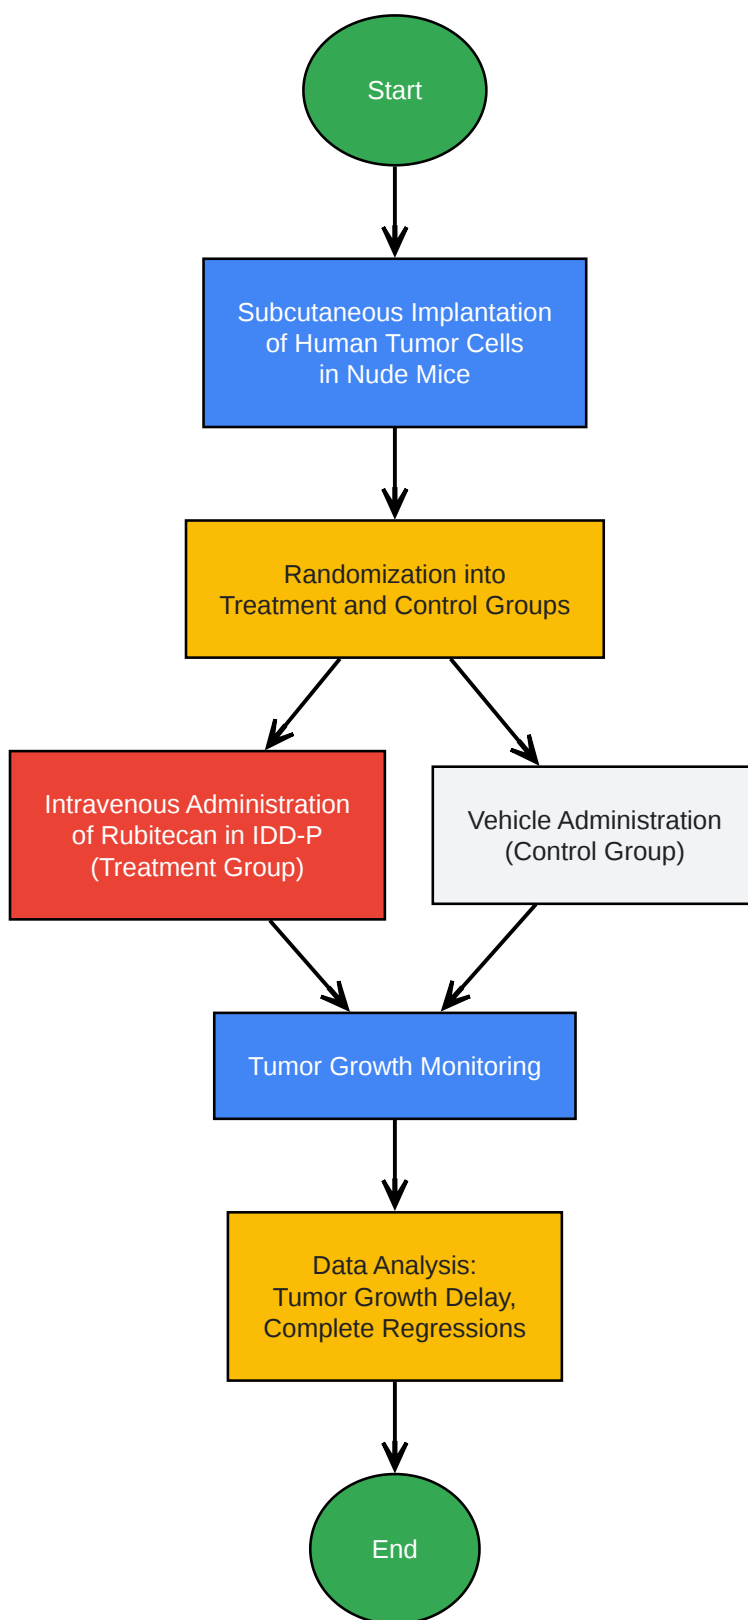 Start
Subcutaneous Implantation
of Human Tumor Cells
in Nude Mice
Randomization into
Treatment and Control Groups
Intravenous Administration
of Rubitecan in IDD-P
(Treatment Group)
Vehicle Administration
(Control Group)
Tumor Growth Monitoring
Data Analysis:
Tumor Growth Delay,
Complete Regressions
End